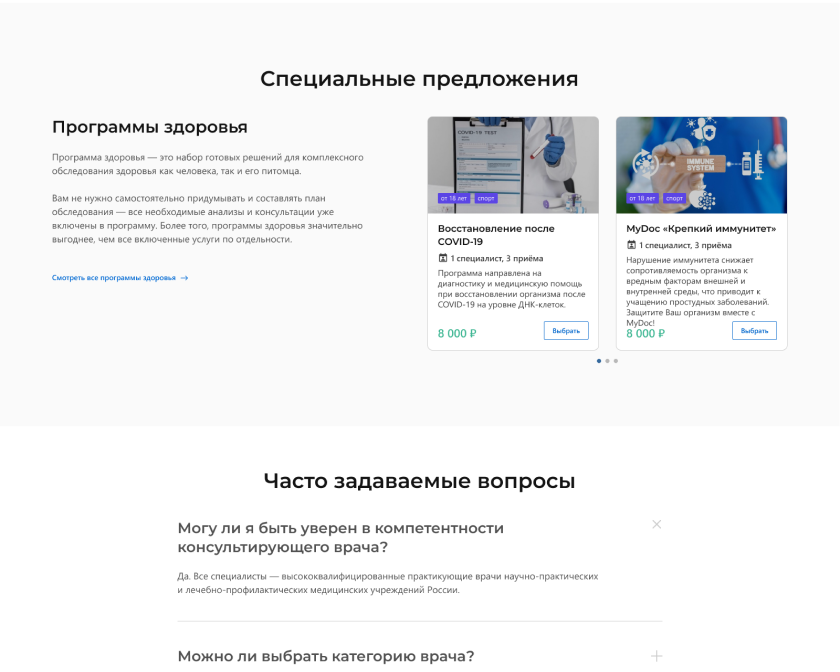 Специальные предложения
Программы здоровья
Программа здоровья — это набор готовых решений для комплексного
обследования здоровья как человека, так и его питомца.
Вам не нужно самостоятельно придумывать и составлять план
обследования — все необходимые анализы и консультации уже
включены в программу. Более того, программы здоровья значительно
выгоднее, чем все включенные услуги по отдельности.
Смотреть все программы здоровья →
COVID-19 TEST
от 18 лет спорт
Восстановление после
COVID-19
1 специалист, 3 приёма
Программа направлена на
диагностику и медицинскую помощь
при восстановлении организма после
COVID-19 на уровне ДНК-клеток.
8 000 ₽
Выбрать
IMMUNE
SYSTEM
от 18 лет спорт
MyDoc «Крепкий иммунитет»
1 специалист, 3 приёма
Нарушение иммунитета снижает
сопротивляемость организма к
вредным факторам внешней и
внутренней среды, что приводит к
учащению простудных заболеваний.
Защитите Ваш организм вместе с
MyDoc!
8 000 ₽
Выбрать
Часто задаваемые вопросы
Могу ли я быть уверен в компетентности
консультирующего врача?
Да. Все специалисты — высококвалифицированные практикующие врачи научно-практических
и лечебно-профилактических медицинских учреждений России.
Можно ли выбрать категорию врача?